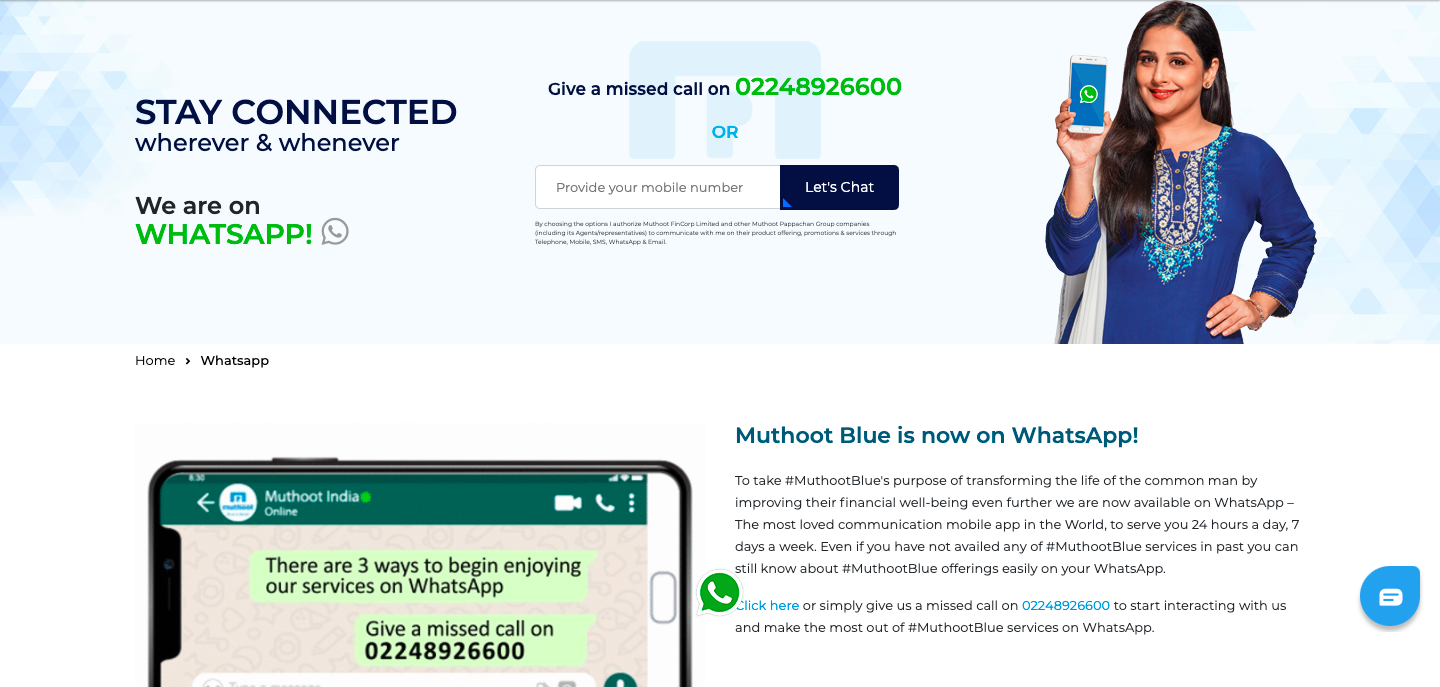 STAY CONNECTED
wherever & whenever
We are on
WHATSAPP!
Give a missed call on 02248926600
OR
Provide your mobile number
Let's Chat
By choosing the options I authorize Muthoot FinCorp Limited and other Muthoot Pappachan Group companies
(including its Agents/representatives) to communicate with me on their product offering, promotions & services through
Telephone, Mobile, SMS, WhatsApp & Email.
Home > Whatsapp
8:30
Muthoot India
Online
muthoot
There are 3 ways to begin enjoying
our services on WhatsApp
Give a missed call on
02248926600
Type a message
Muthoot Blue is now on WhatsApp!
To take #MuthootBlue's purpose of transforming the life of the common man by
improving their financial well-being even further we are now available on WhatsApp –
The most loved communication mobile app in the World, to serve you 24 hours a day, 7
days a week. Even if you have not availed any of #MuthootBlue services in past you can
still know about #MuthootBlue offerings easily on your WhatsApp.
Click here or simply give us a missed call on 02248926600 to start interacting with us
and make the most out of #MuthootBlue services on WhatsApp.